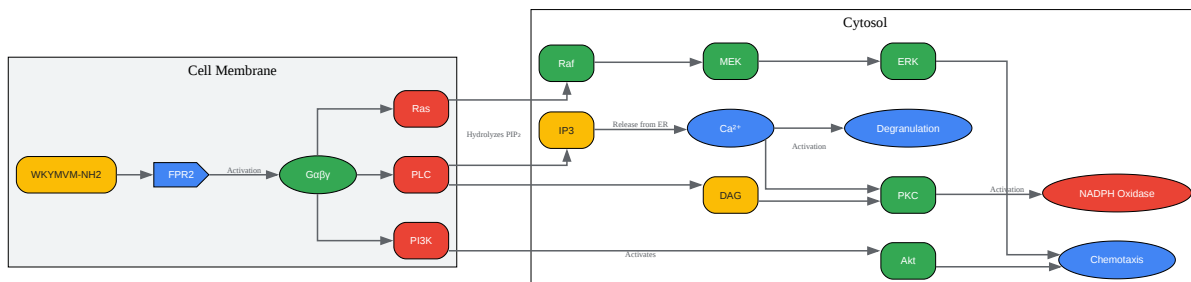 Cell Membrane
WKYMVM-NH2
FPR2
Activation
Gαβγ
Ras
PLC
PI3K
Hydrolyzes PIP₂
Cytosol
Raf
MEK
ERK
IP3
Release from ER
Ca²⁺
Activation
Degranulation
DAG
PKC
Activation
NADPH Oxidase
Activates
Akt
Chemotaxis